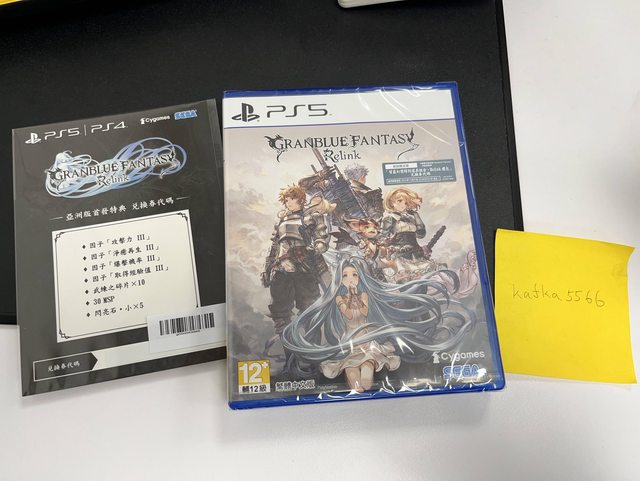 PS5 | PS4
Cygames
SEGA
GRANBLUE FANTASY
Relink
亞洲版首發特典 兌換券代碼
◆ 因子「攻擊力 III」
◆ 因子「淨癒再生 III」
◆ 因子「爆擊機率 III」
◆ 因子「取得經驗值 III」
◆ 武練之碎片×10
◆ 30 MSP
◆ 閃亮石・小×5
兌換券代碼
PS5
GRANBLUE FANTASY
Relink
12+
輔12級
繁體中文版
Cygames
SEGA
kafka5566